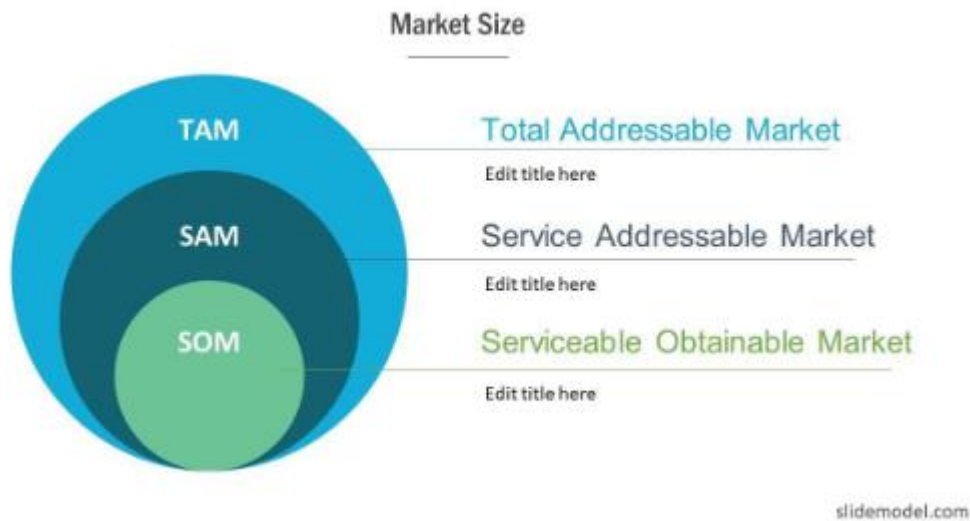 Market Size
TAM
Total Addressable Market
Edit title here
SAM
Service Addressable Market
Edit title here
SOM
Serviceable Obtainable Market
Edit title here
slidemodel.com